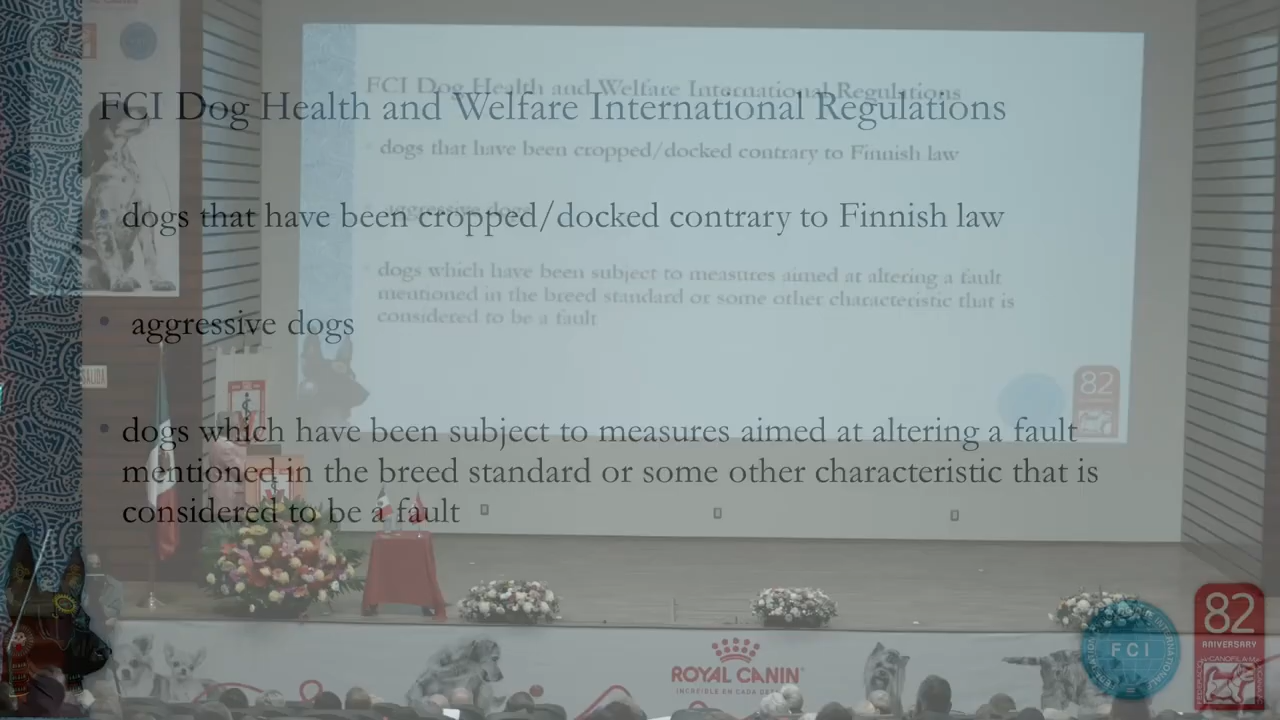 FCI Dog Health and Welfare International Regulations
FCI Dog Health and Welfare International Regulations
dogs that have been cropped/docked contrary to Finnish law
dogs that have been cropped/docked contrary to Finnish law
aggressive dogs
dogs which have been subject to measures aimed at altering a fault
mentioned in the breed standard or some other characteristic that is
considered to be a fault
aggressive dogs
SALIDA
82
dogs which have been subject to measures aimed at altering a fault
mentioned in the breed standard or some other characteristic that is
considered to be a fault
82
ANIVERSARY
FCI
ROYAL CANIN
INCREÍBLE EN CADA